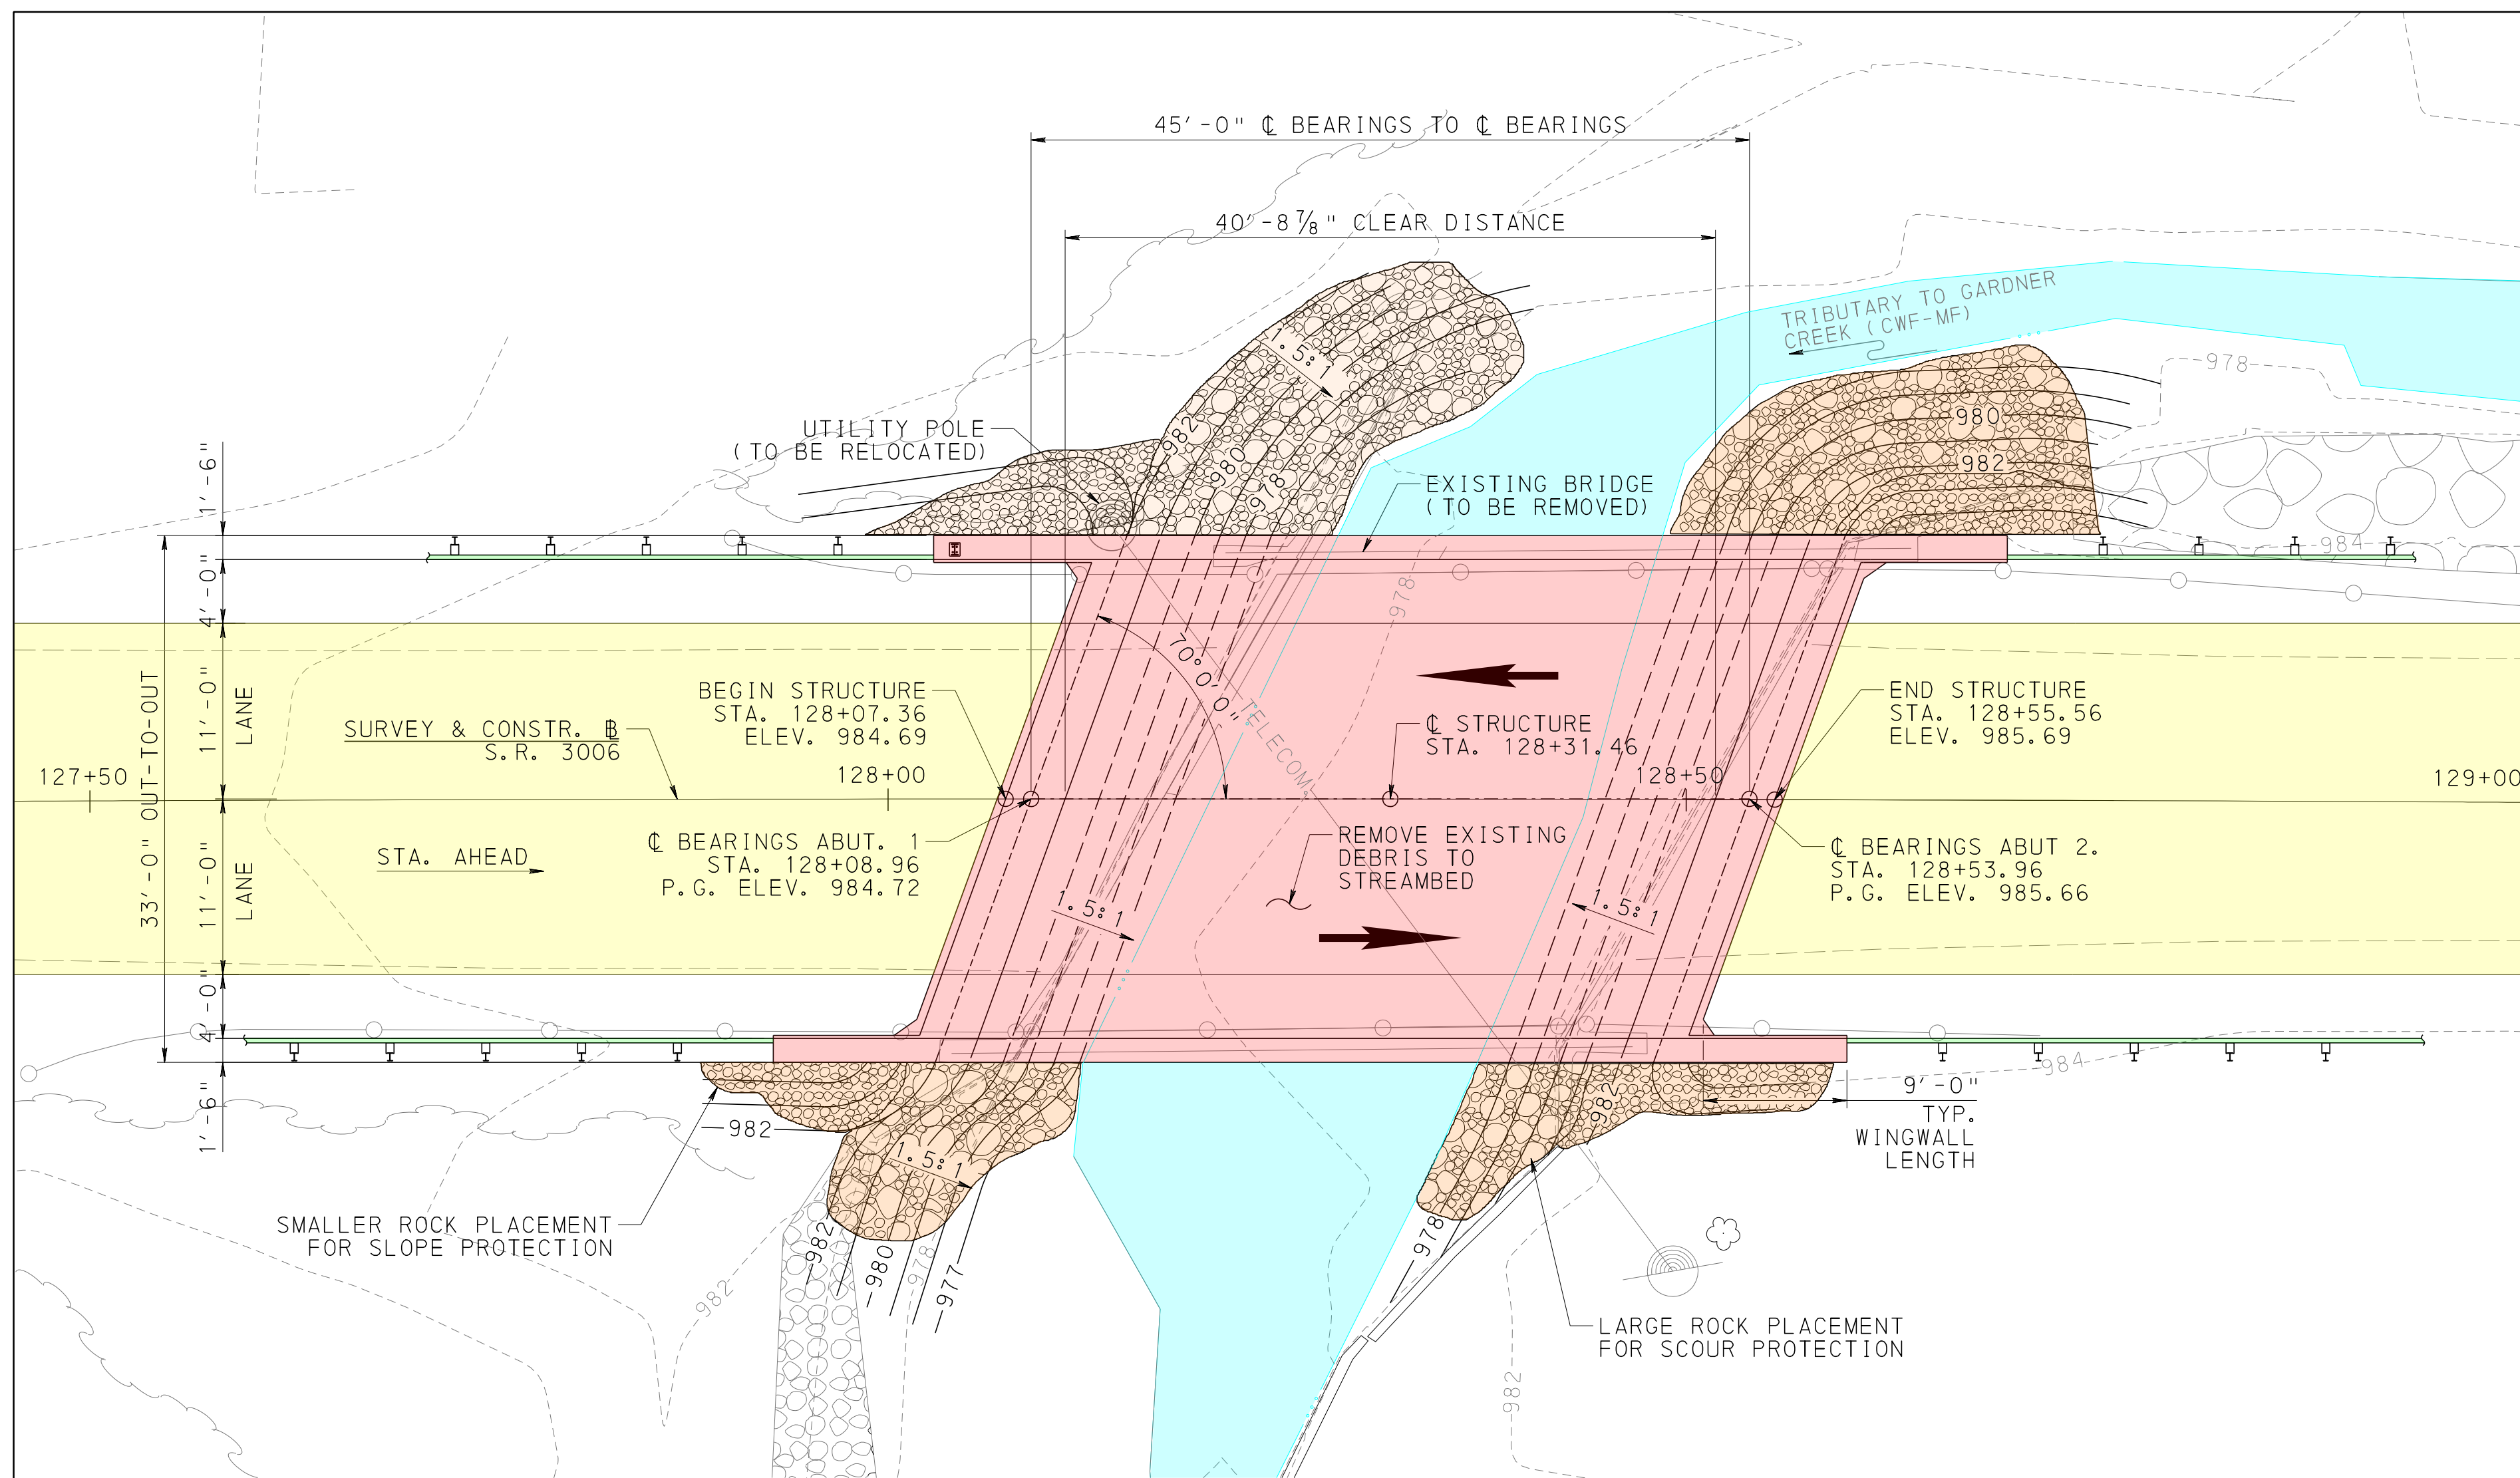 45'-0" ℄ BEARINGS TO ℄ BEARINGS
40'-8⅞" CLEAR DISTANCE
TRIBUTARY TO GARDNER
CREEK (CWF-MF)
1.5:1
978
UTILITY POLE
(TO BE RELOCATED)
982
980
978
980
982
EXISTING BRIDGE
(TO BE REMOVED)
984
1'-6"
4'-0"
11'-0"
LANE
33'-0" OUT-TO-OUT
11'-0"
LANE
4'-0"
1'-6"
978
70°0'0"
TELECOM.
BEGIN STRUCTURE
STA. 128+07.36
ELEV. 984.69
SURVEY & CONSTR. ⅊
S.R. 3006
℄ STRUCTURE
STA. 128+31.46
END STRUCTURE
STA. 128+55.56
ELEV. 985.69
127+50
128+00
128+50
129+00
STA. AHEAD
℄ BEARINGS ABUT. 1
STA. 128+08.96
P.G. ELEV. 984.72
REMOVE EXISTING
DEBRIS TO
STREAMBED
℄ BEARINGS ABUT 2.
STA. 128+53.96
P.G. ELEV. 985.66
1.5:1
1.5:1
984
9'-0"
TYP.
WINGWALL
LENGTH
982
982
1.5:1
SMALLER ROCK PLACEMENT
FOR SLOPE PROTECTION
982
980
978
977
982
978
LARGE ROCK PLACEMENT
FOR SCOUR PROTECTION
982